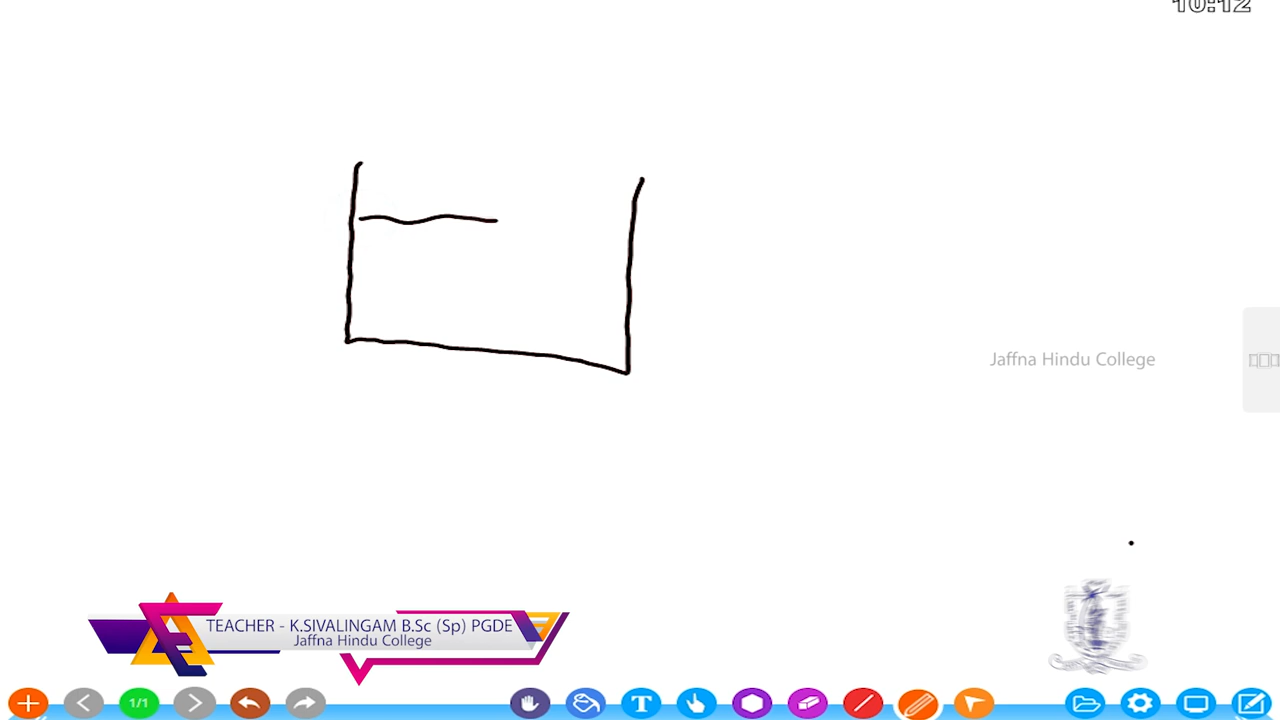 10:12
Jaffna Hindu College
TEACHER - K.SIVALINGAM B.Sc (Sp) PGDE
Jaffna Hindu College
1/1
T